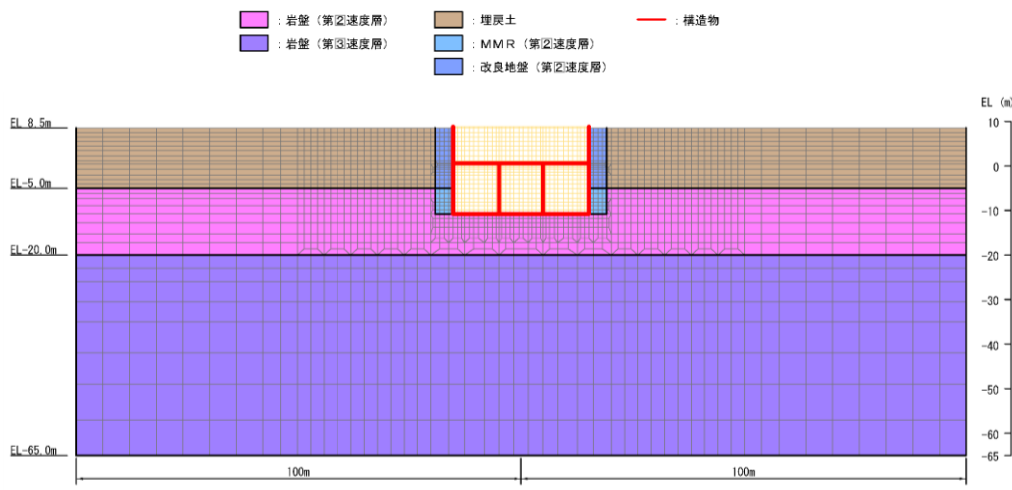 ：岩盤（第②速度層）
：埋戻土
：構造物
：岩盤（第③速度層）
：ＭＭＲ（第②速度層）
：改良地盤（第②速度層）
EL (m)
EL 8.5m
10
0
EL-5.0m
-10
EL-20.0m
-20
-30
-40
-50
-60
EL-65.0m
-65
100m
100m